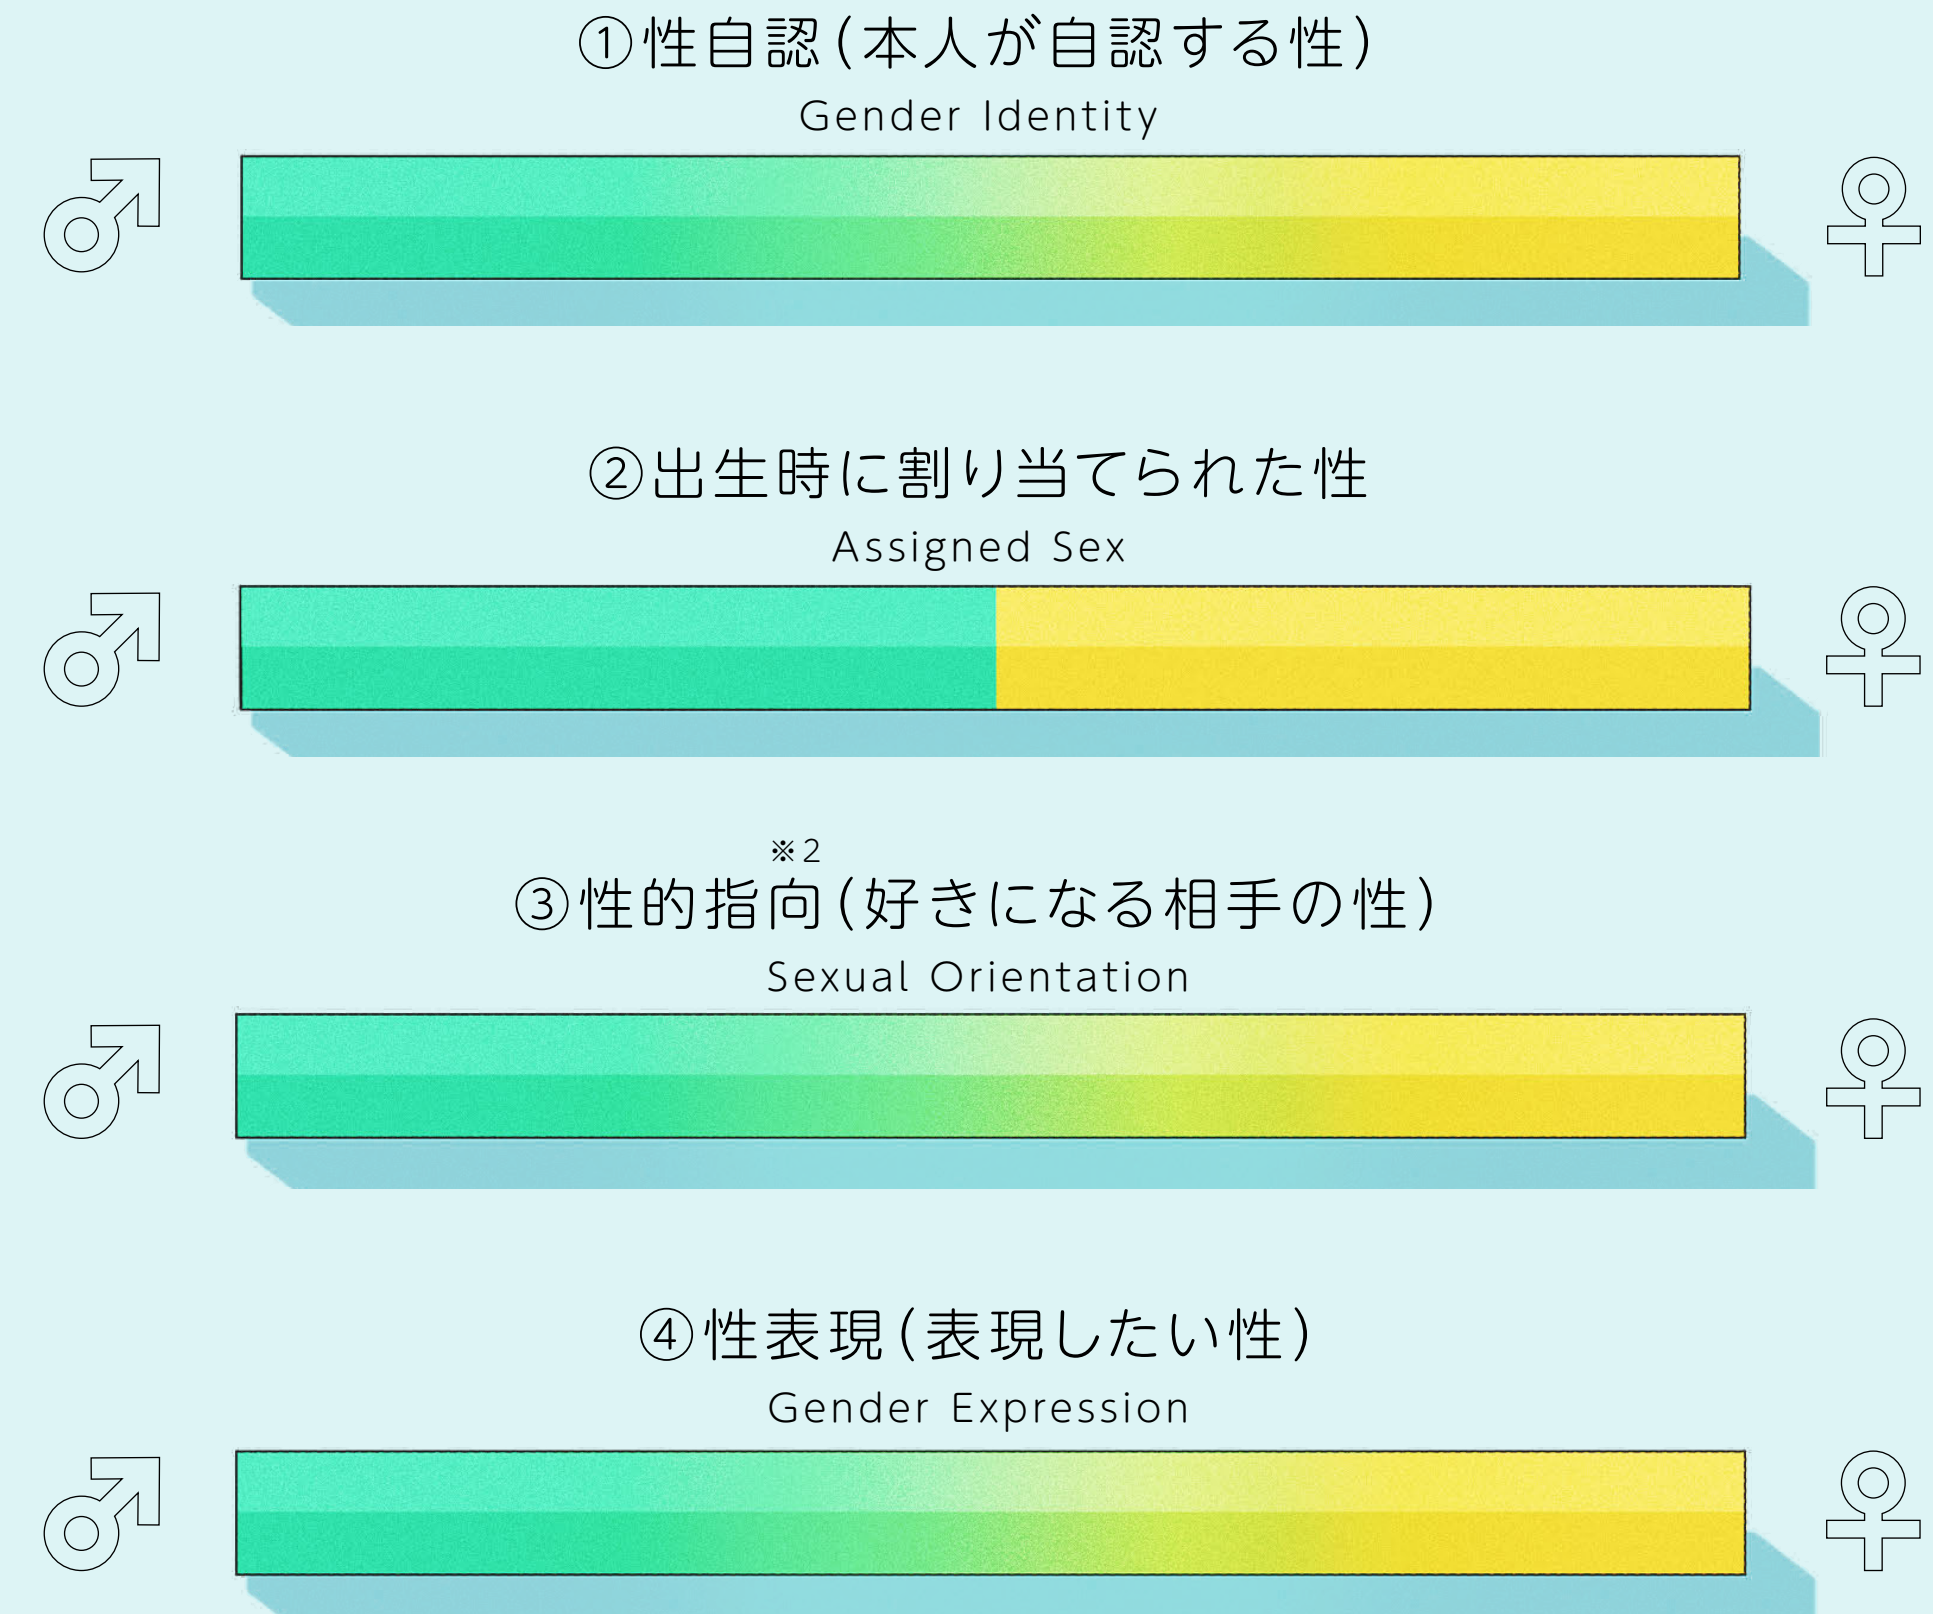 ①性自認(本人が自認する性)
Gender Identity
②出生時に割り当てられた性
Assigned Sex
※2
③性的指向(好きになる相手の性)
Sexual Orientation
④性表現(表現したい性)
Gender Expression